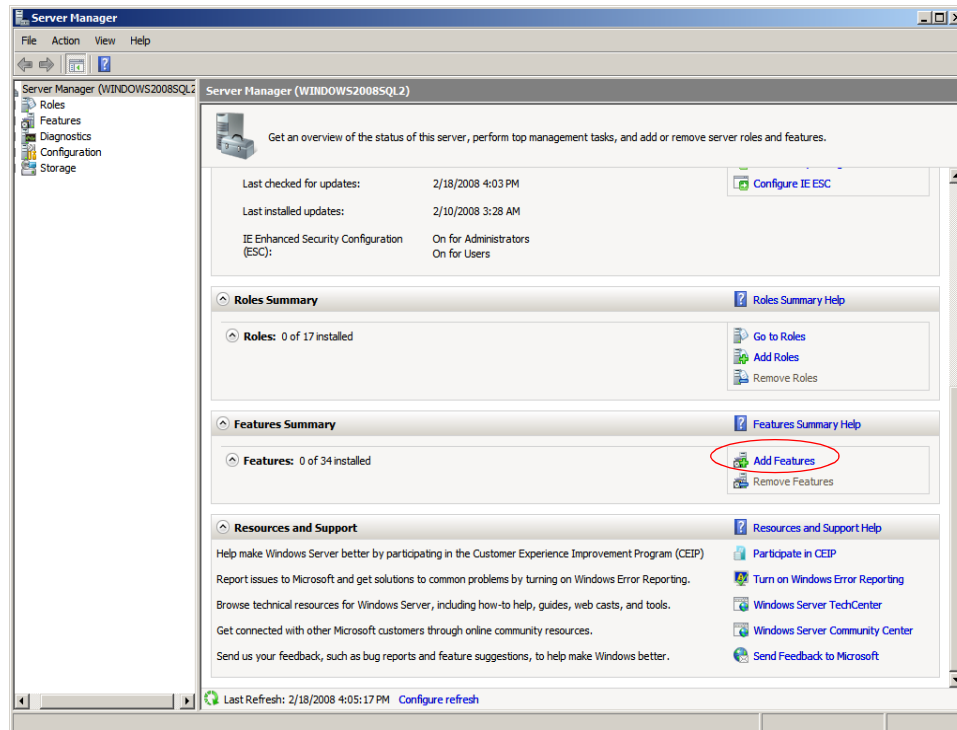 Server Manager
File Action View Help
Server Manager (WINDOWS2008SQL2
Roles
Features
Diagnostics
Configuration
Storage
Server Manager (WINDOWS2008SQL2)
Get an overview of the status of this server, perform top management tasks, and add or remove server roles and features.
Last checked for updates: 2/18/2008 4:03 PM
Configure IE ESC
Last installed updates: 2/10/2008 3:28 AM
IE Enhanced Security Configuration (ESC): On for Administrators
On for Users
Roles Summary
Roles Summary Help
Roles: 0 of 17 installed
Go to Roles
Add Roles
Remove Roles
Features Summary
Features Summary Help
Features: 0 of 34 installed
Add Features
Remove Features
Resources and Support
Resources and Support Help
Help make Windows Server better by participating in the Customer Experience Improvement Program (CEIP)
Participate in CEIP
Report issues to Microsoft and get solutions to common problems by turning on Windows Error Reporting.
Turn on Windows Error Reporting
Browse technical resources for Windows Server, including how-to help, guides, web casts, and tools.
Windows Server TechCenter
Get connected with other Microsoft customers through online community resources.
Windows Server Community Center
Send us your feedback, such as bug reports and feature suggestions, to help make Windows better.
Send Feedback to Microsoft
Last Refresh: 2/18/2008 4:05:17 PM Configure refresh